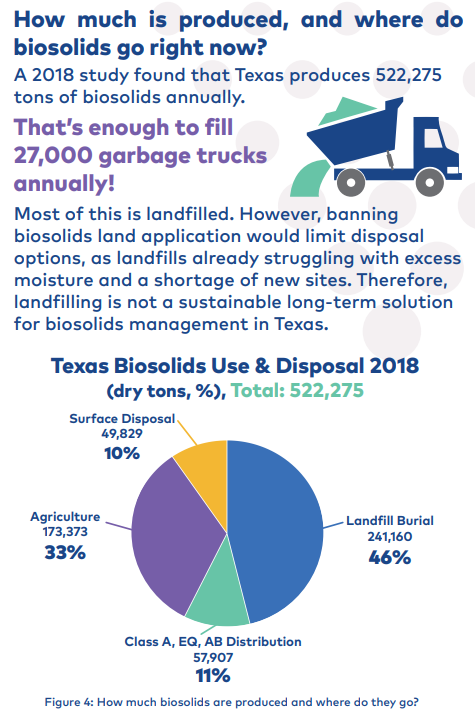 How much is produced, and where do
biosolids go right now?
A 2018 study found that Texas produces 522,275
tons of biosolids annually.
That's enough to fill
27,000 garbage trucks
annually!
Most of this is landfilled. However, banning
biosolids land application would limit disposal
options, as landfills already struggling with excess
moisture and a shortage of new sites. Therefore,
landfilling is not a sustainable long-term solution
for biosolids management in Texas.
Texas Biosolids Use & Disposal 2018
(dry tons, %), Total: 522,275
Surface Disposal
49,829
10%
Agriculture
173,373
33%
Landfill Burial
241,160
46%
Class A, EQ, AB Distribution
57,907
11%
Figure 4: How much biosolids are produced and where do they go?